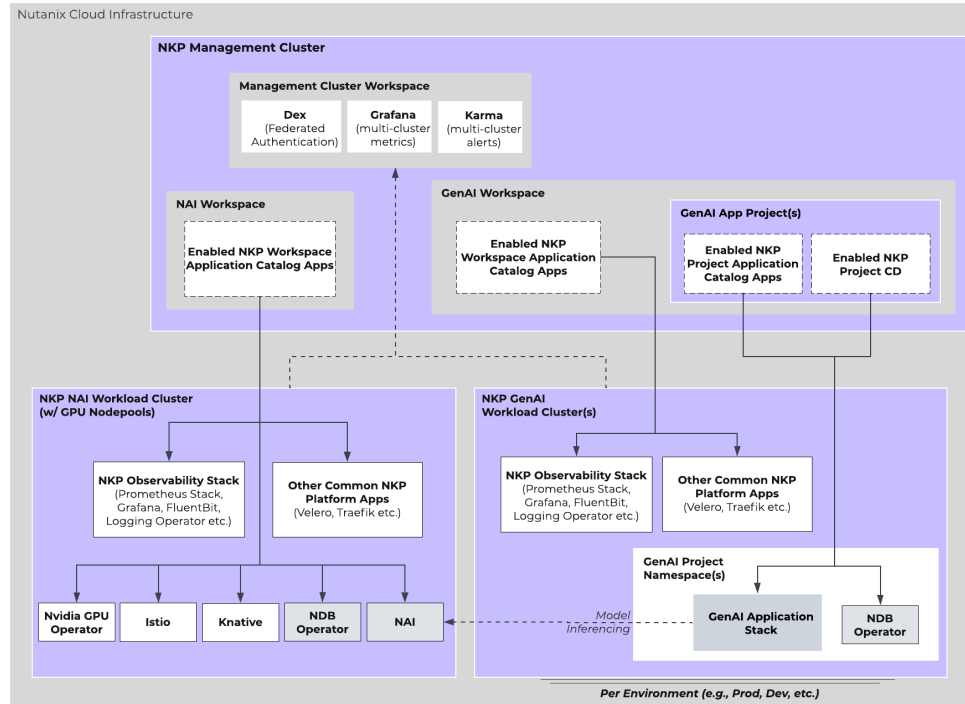 Nutanix Cloud Infrastructure
NKP Management Cluster
Management Cluster Workspace
Dex
(Federated
Authentication)
Grafana
(multi-cluster
metrics)
Karma
(multi-cluster
alerts)
NAI Workspace
Enabled NKP Workspace
Application Catalog Apps
GenAI Workspace
Enabled NKP
Workspace Application
Catalog Apps
GenAI App Project(s)
Enabled NKP
Project Application
Catalog Apps
Enabled NKP
Project CD
NKP NAI Workload Cluster
(w/ GPU Nodepools)
NKP Observability Stack
(Prometheus Stack,
Grafana, FluentBit,
Logging Operator etc.)
Other Common NKP
Platform Apps
(Velero, Traefik etc.)
Nvidia GPU
Operator
Istio
Knative
NDB
Operator
NAI
NKP GenAI
Workload Cluster(s)
NKP Observability Stack
(Prometheus Stack,
Grafana, FluentBit,
Logging Operator etc.)
Other Common NKP
Platform Apps
(Velero, Traefik etc.)
GenAI Project
Namespace(s)
GenAI Application
Stack
NDB
Operator
Model
Inferencing
Per Environment (e.g., Prod, Dev, etc.)